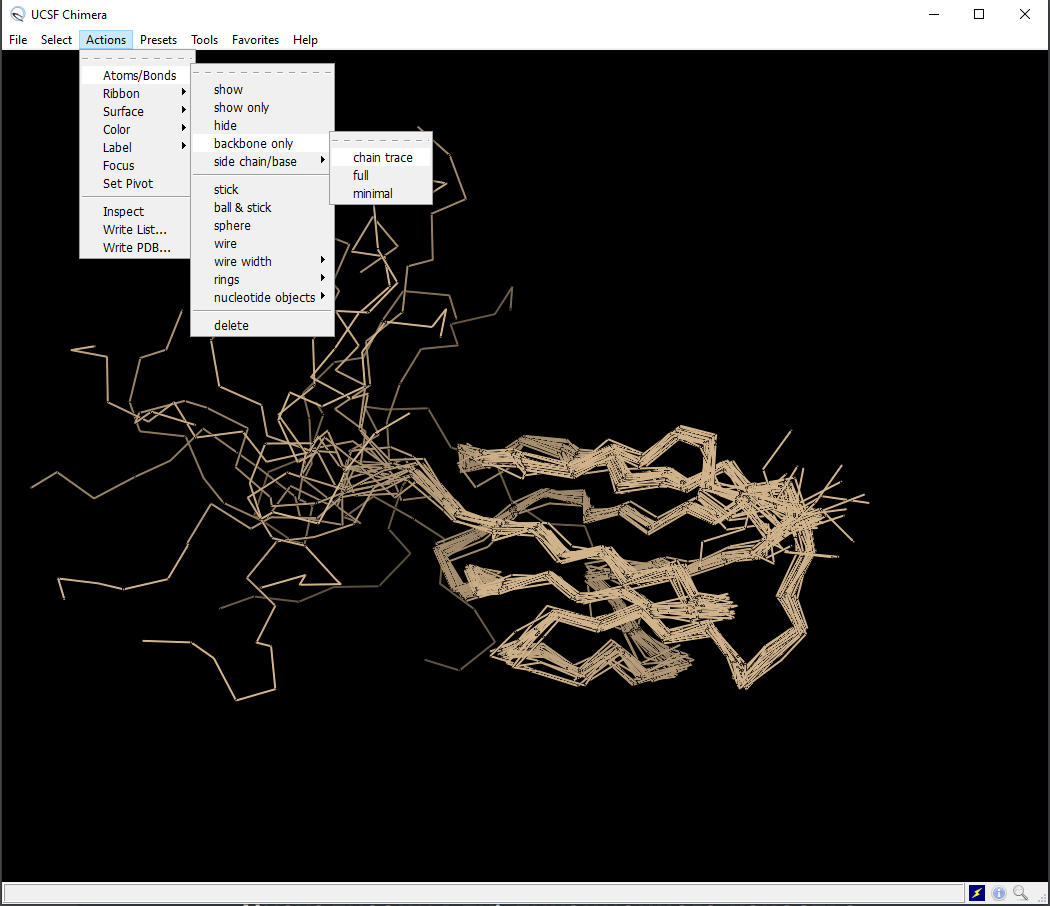 UCSF Chimera
File Select Actions Presets Tools Favorites Help
Atoms/Bonds
Ribbon
Surface
Color
Label
Focus
Set Pivot
Inspect
Write List...
Write PDB...
show
show only
hide
backbone only
side chain/base
stick
ball & stick
sphere
wire
wire width
rings
nucleotide objects
delete
chain trace
full
minimal